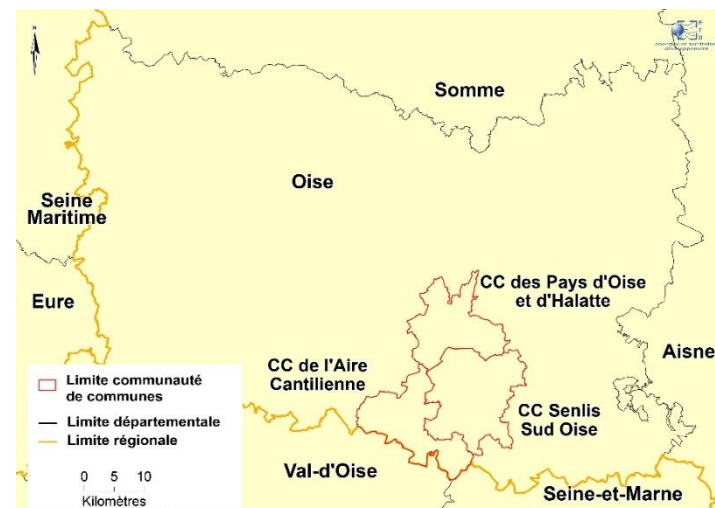 Somme
Oise
Seine
Maritime
Eure
CC des Pays d'Oise
et d'Halatte
Aisne
CC de l'Aire
Cantilienne
CC Senlis
Sud Oise
Val-d'Oise
Seine-et-Marne
Limite communauté
de communes
Limite départementale
Limite régionale
0 5 10
Kilomètres